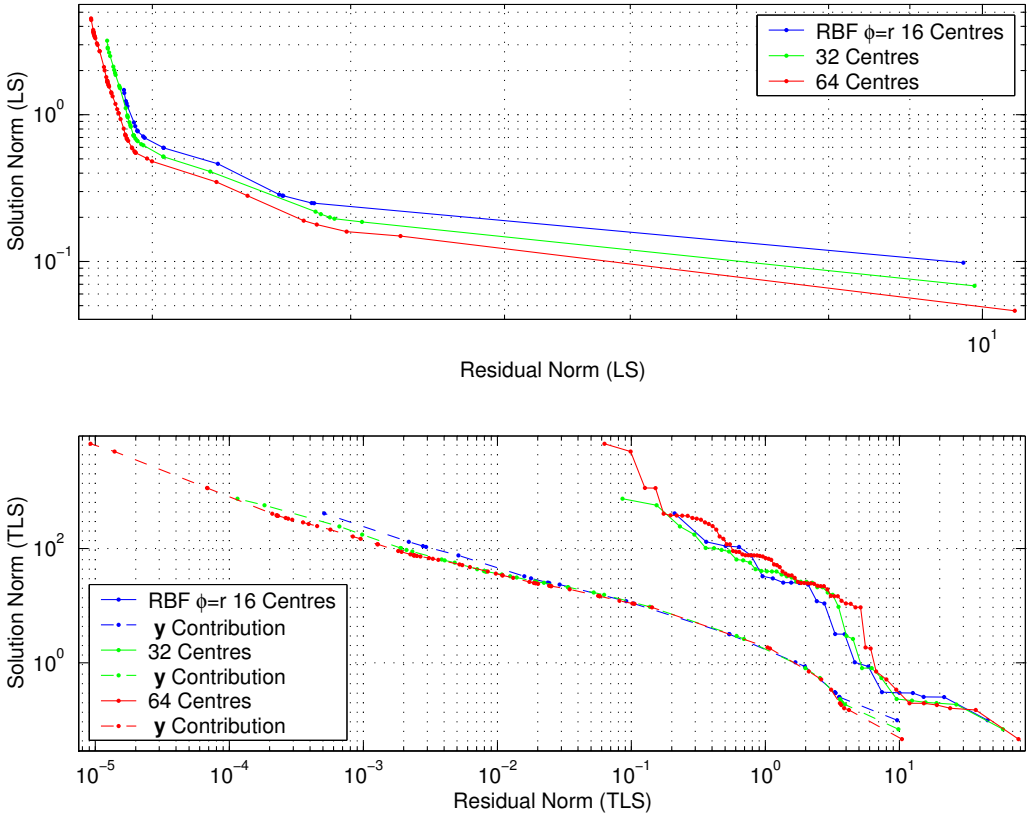 Solution Norm (LS)
10^0
10^-1
RBF ϕ=r 16 Centres
32 Centres
64 Centres
10^1
Residual Norm (LS)
Solution Norm (TLS)
10^2
10^0
RBF ϕ=r 16 Centres
y Contribution
32 Centres
y Contribution
64 Centres
y Contribution
10^-5
10^-4
10^-3
10^-2
10^-1
10^0
10^1
Residual Norm (TLS)